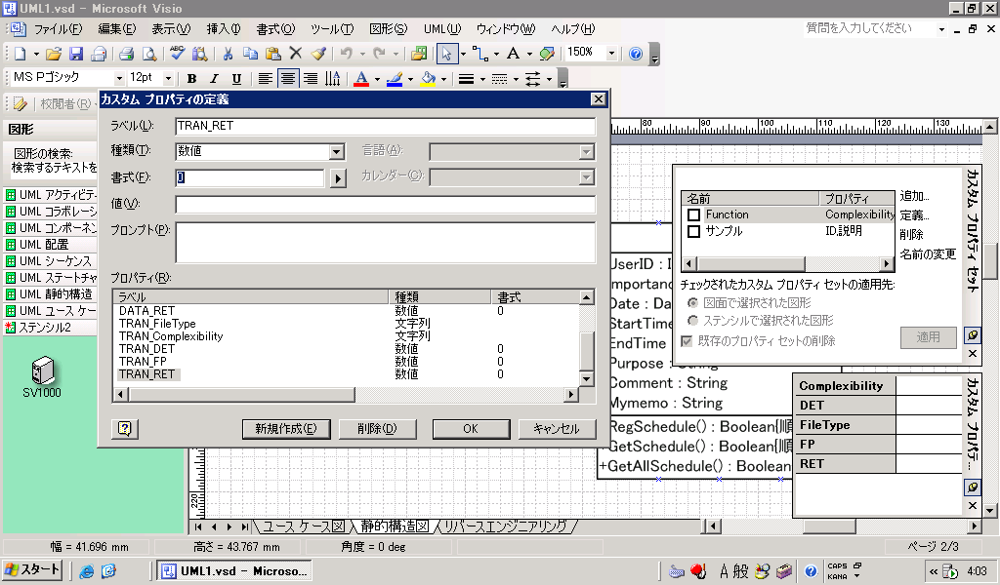 UML1.vsd - Microsoft Visio
ファイル(F) 編集(E) 表示(V) 挿入(I) 書式(O) ツール(T) 図形(S) UML(U) ウィンドウ(W) ヘルプ(H) 質問を入力してください
150%
MS Pゴシック 12pt B I U
校閲者(R)
カスタム プロパティの定義
ラベル(L): TRAN_RET
種類(T): 数値 言語(A):
書式(F): 0 カレンダー(C):
値(V):
プロンプト(P):
プロパティ(R):
ラベル 種類 書式
DATA_RET 数値 0
TRAN_FileType 文字列
TRAN_Complexibility 文字列
TRAN_DET 数値 0
TRAN_FP 数値 0
TRAN_RET 数値 0
新規作成(E) 削除(D) OK キャンセル
図形
図形の検索:
検索するテキストを
UML アクティビテ
UML コラボレーシ
UML コンポーネン
UML 配置
UML シーケンス
UML ステートチャ
UML 静的構造
UML ユース ケー
ステンシル2
SV1000
80 90 100 110 120 130
名前 プロパティ
Function Complexibility
サンプル ID,説明
追加...
定義...
削除
名前の変更
チェックされたカスタム プロパティ セットの適用先:
図面で選択された図形
ステンシルで選択された図形
既存のプロパティ セットの削除
適用
カスタム プロパティ セット
UserID : I
Importanc
Date : Da
StartTime
EndTime
Purpose : String
Comment : String
Mymemo : String
RegSchedule() : Boolean{順
GetSchedule() : Boolean{順
+GetAllSchedule() : Boolean
Complexibility
DET
FileType
FP
RET
カスタム プロパテ...
220
ユース ケース図 静的構造図 リバースエンジニアリング
幅 = 41.696 mm 高さ = 43.767 mm 角度 = 0 deg ページ 2/3
スタート UML1.vsd - Microso... A 般 CAPS KANA « 4:03